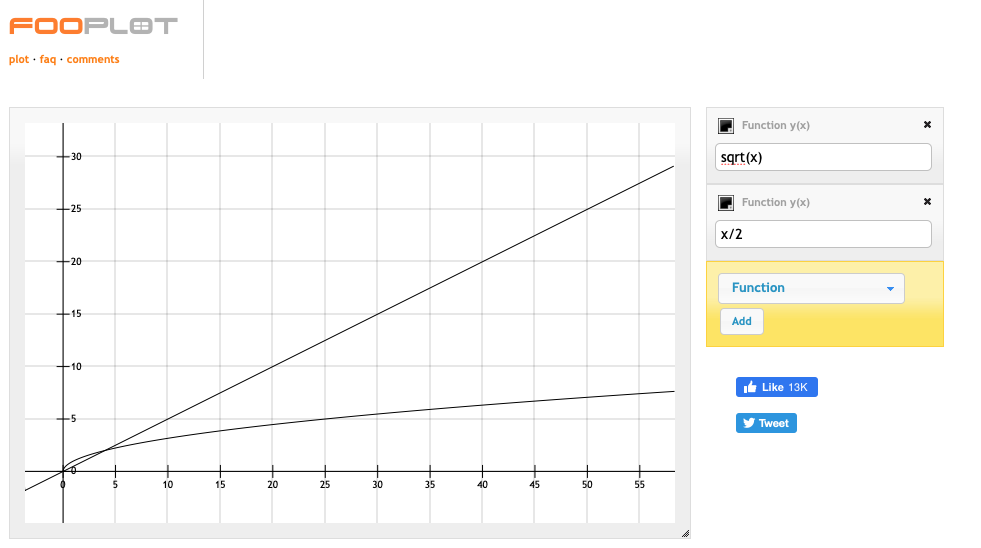 FOOPLOT
plot · faq · comments
30
25
20
15
10
5
0
0 5 10 15 20 25 30 35 40 45 50 55
Function y(x) ✖
sqrt(x)
Function y(x) ✖
x/2
Function
Add
Like 13K
Tweet